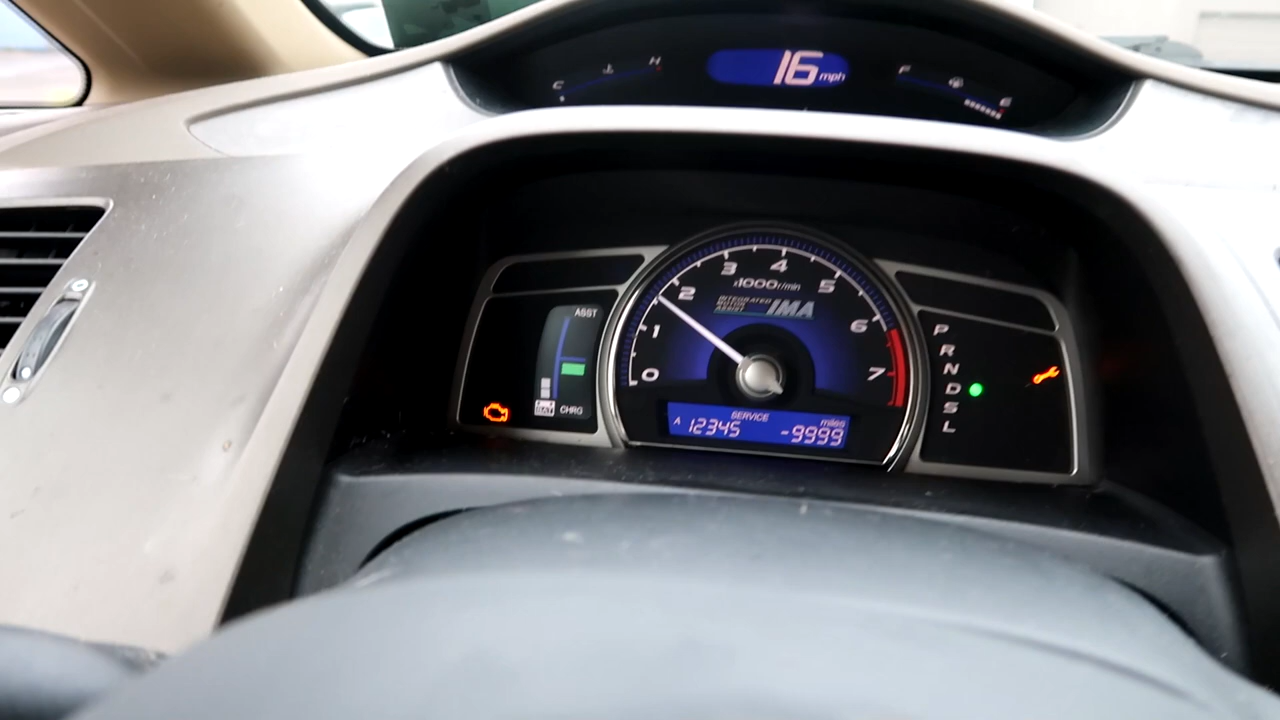 C H
16 mph
F E
ASST
BAT
CHRG
0 1 2 3 4 5 6 7
x1000r/min
INTEGRATED
MOTOR
ASSIST
IMA
SERVICE
miles
A 12345 -9999
P
R
N
D
S
L